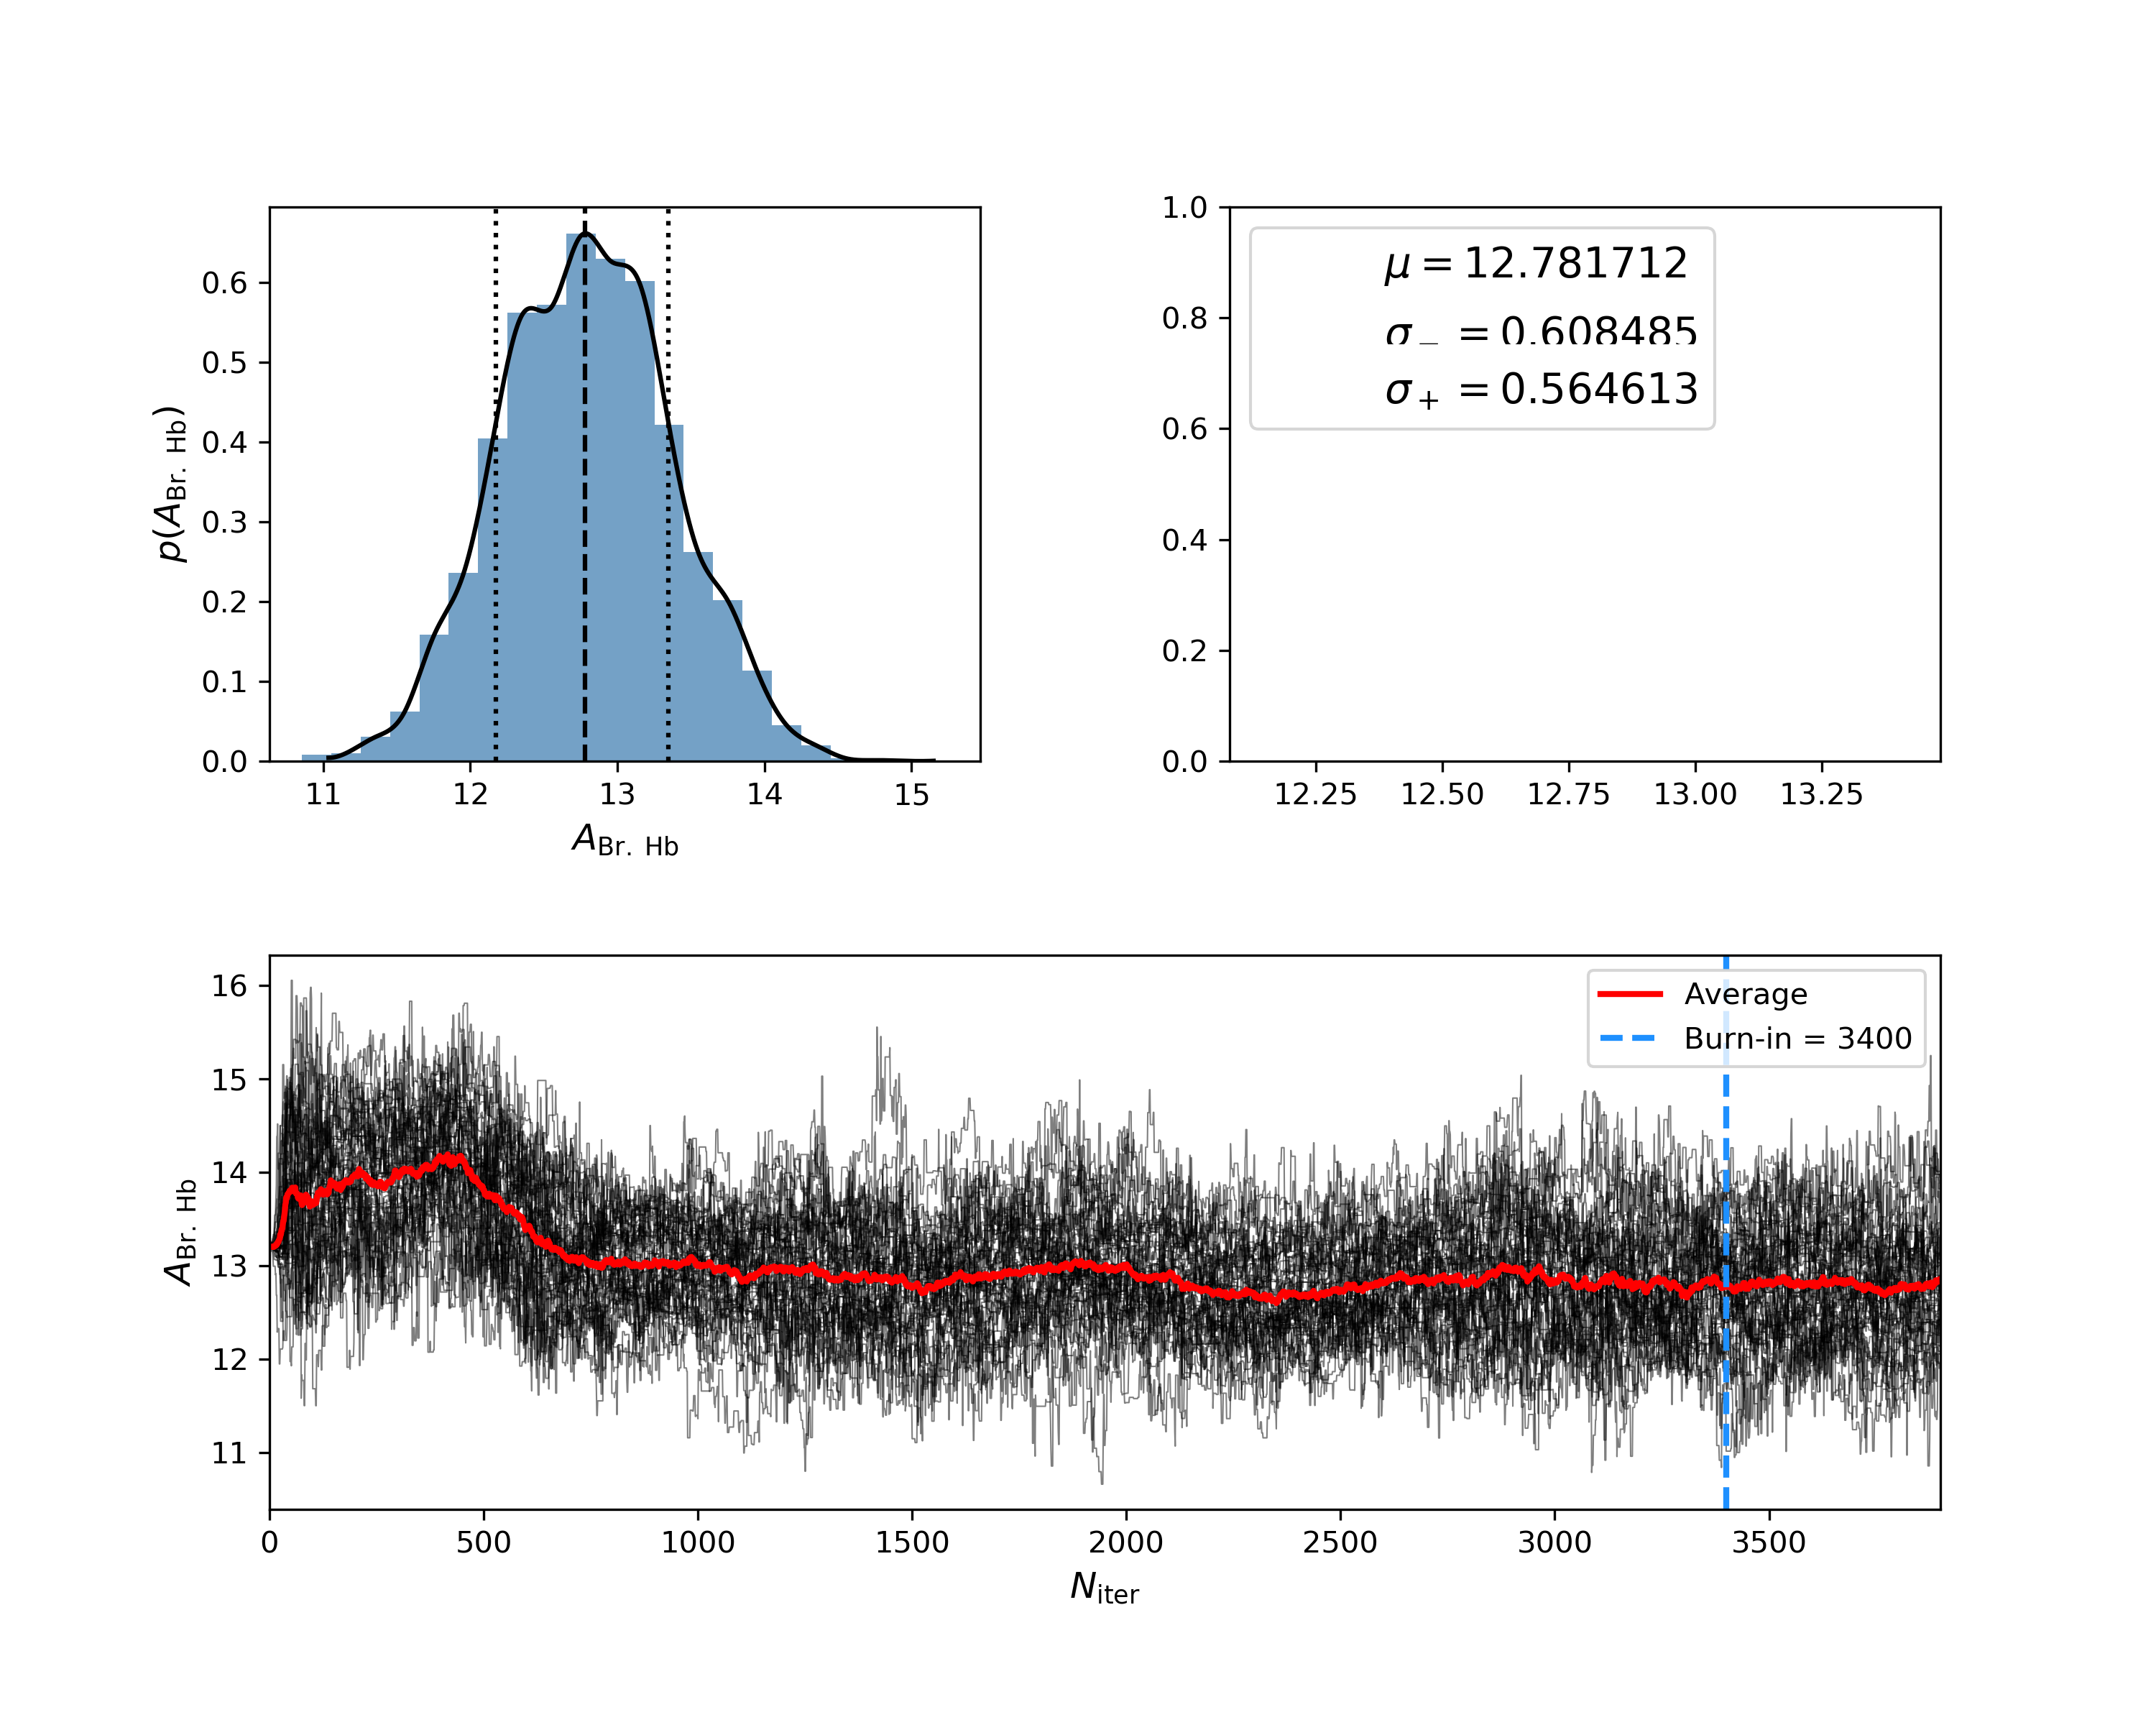 p(A_Br. Hb)
0.6
0.5
0.4
0.3
0.2
0.1
0.0
11 12 13 14 15
A_Br. Hb
1.0
0.8
0.6
0.4
0.2
0.0
μ = 12.781712
σ_− = 0.608485
σ_+ = 0.564613
12.25 12.50 12.75 13.00 13.25
A_Br. Hb
16
15
14
13
12
11
Average
Burn-in = 3400
0 500 1000 1500 2000 2500 3000 3500
N_iter